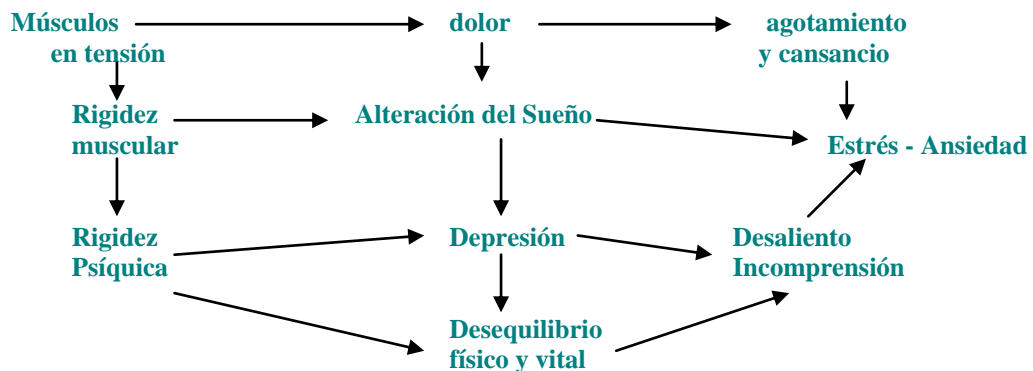 Músculos
en tensión
dolor
agotamiento
y cansancio
Rigidez
muscular
Alteración del Sueño
Estrés - Ansiedad
Rigidez
Psíquica
Depresión
Desaliento
Incomprensión
Desequilibrio
físico y vital